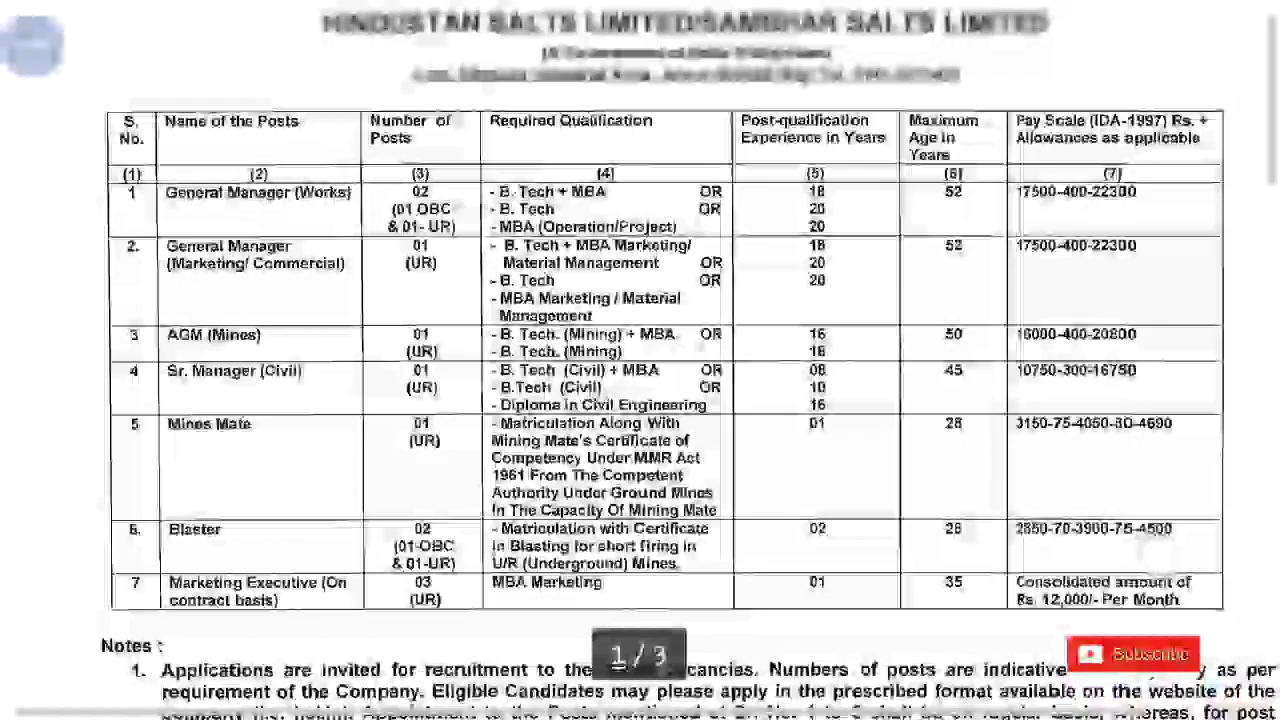 HINDUSTAN SALTS LIMITED/SAMBHAR SALTS LIMITED
S. No. Name of the Posts Number of Posts Required Qualification Post-qualification Experience in Years Maximum Age in Years Pay Scale (IDA-1997) Rs. + Allowances as applicable
(1) (2) (3) (4) (5) (6) (7)
1 General Manager (Works) 02 - B. Tech + MBA OR 18 52 17500-400-22300
(01 OBC - B. Tech OR 20
& 01- UR) - MBA (Operation/Project) 20
2. General Manager 01 - B. Tech + MBA Marketing/ 18 52 17500-400-22300
(Marketing/ Commercial) (UR) Material Management OR 20
- B. Tech OR 20
- MBA Marketing / Material
Management
3 AGM (Mines) 01 - B. Tech. (Mining) + MBA OR 16 50 16000-400-20800
(UR) - B. Tech. (Mining) 18
4 Sr. Manager (Civil) 01 - B. Tech (Civil) + MBA OR 08 45 10750-300-16750
(UR) - B.Tech (Civil) OR 10
- Diploma in Civil Engineering 16
5 Mines Mate 01 - Matriculation Along With 01 28 3150-75-4050-80-4690
(UR) Mining Mate's Certificate of
Competency Under MMR Act
1961 From The Competent
Authority Under Ground Mines
In The Capacity Of Mining Mate
6. Blaster 02 - Matriculation with Certificate 02 28 2850-70-3900-75-4500
(01-OBC in Blasting for short firing in
& 01-UR) U/R (Underground) Mines.
7 Marketing Executive (On 03 MBA Marketing 01 35 Consolidated amount of
contract basis) (UR) Rs. 12,000/- Per Month
Notes :
1 / 3
Subscribe
1. Applications are invited for recruitment to the Numbers of posts are as per
requirement of the Company. Eligible Candidates may please apply in the prescribed format available on the website of the